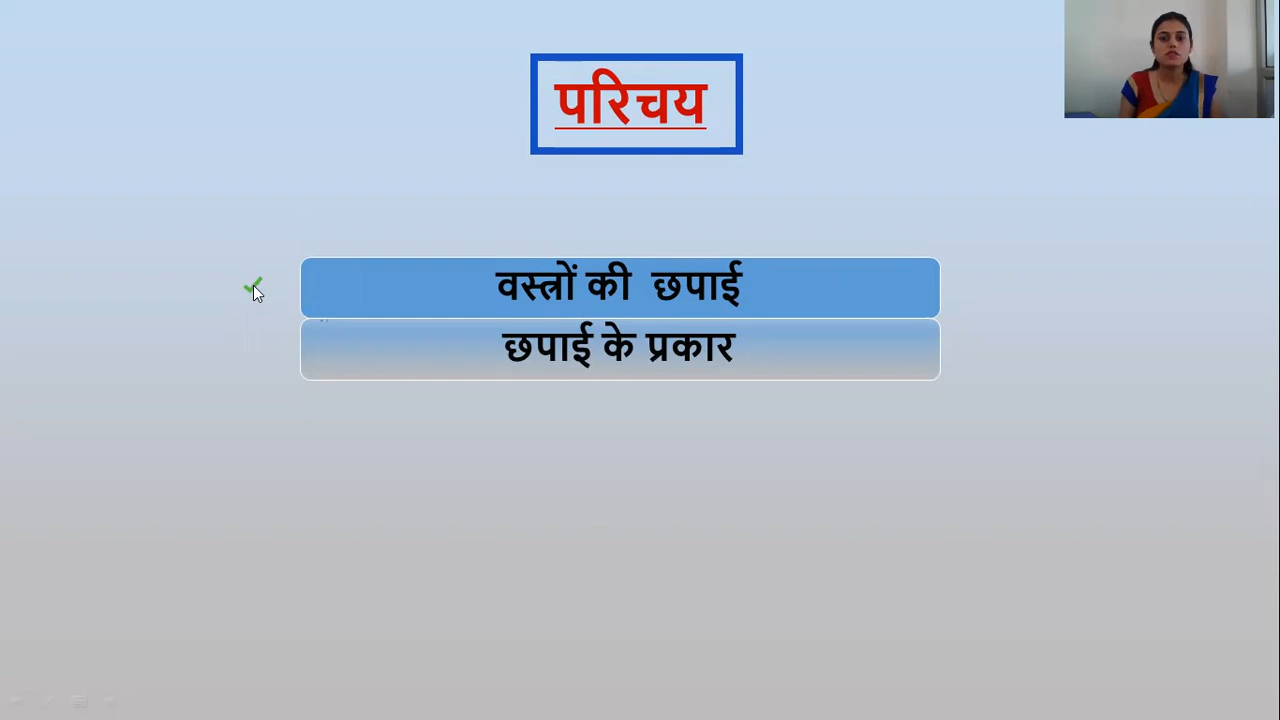 परिचय
वस्त्रों की छपाई
छपाई के प्रकार